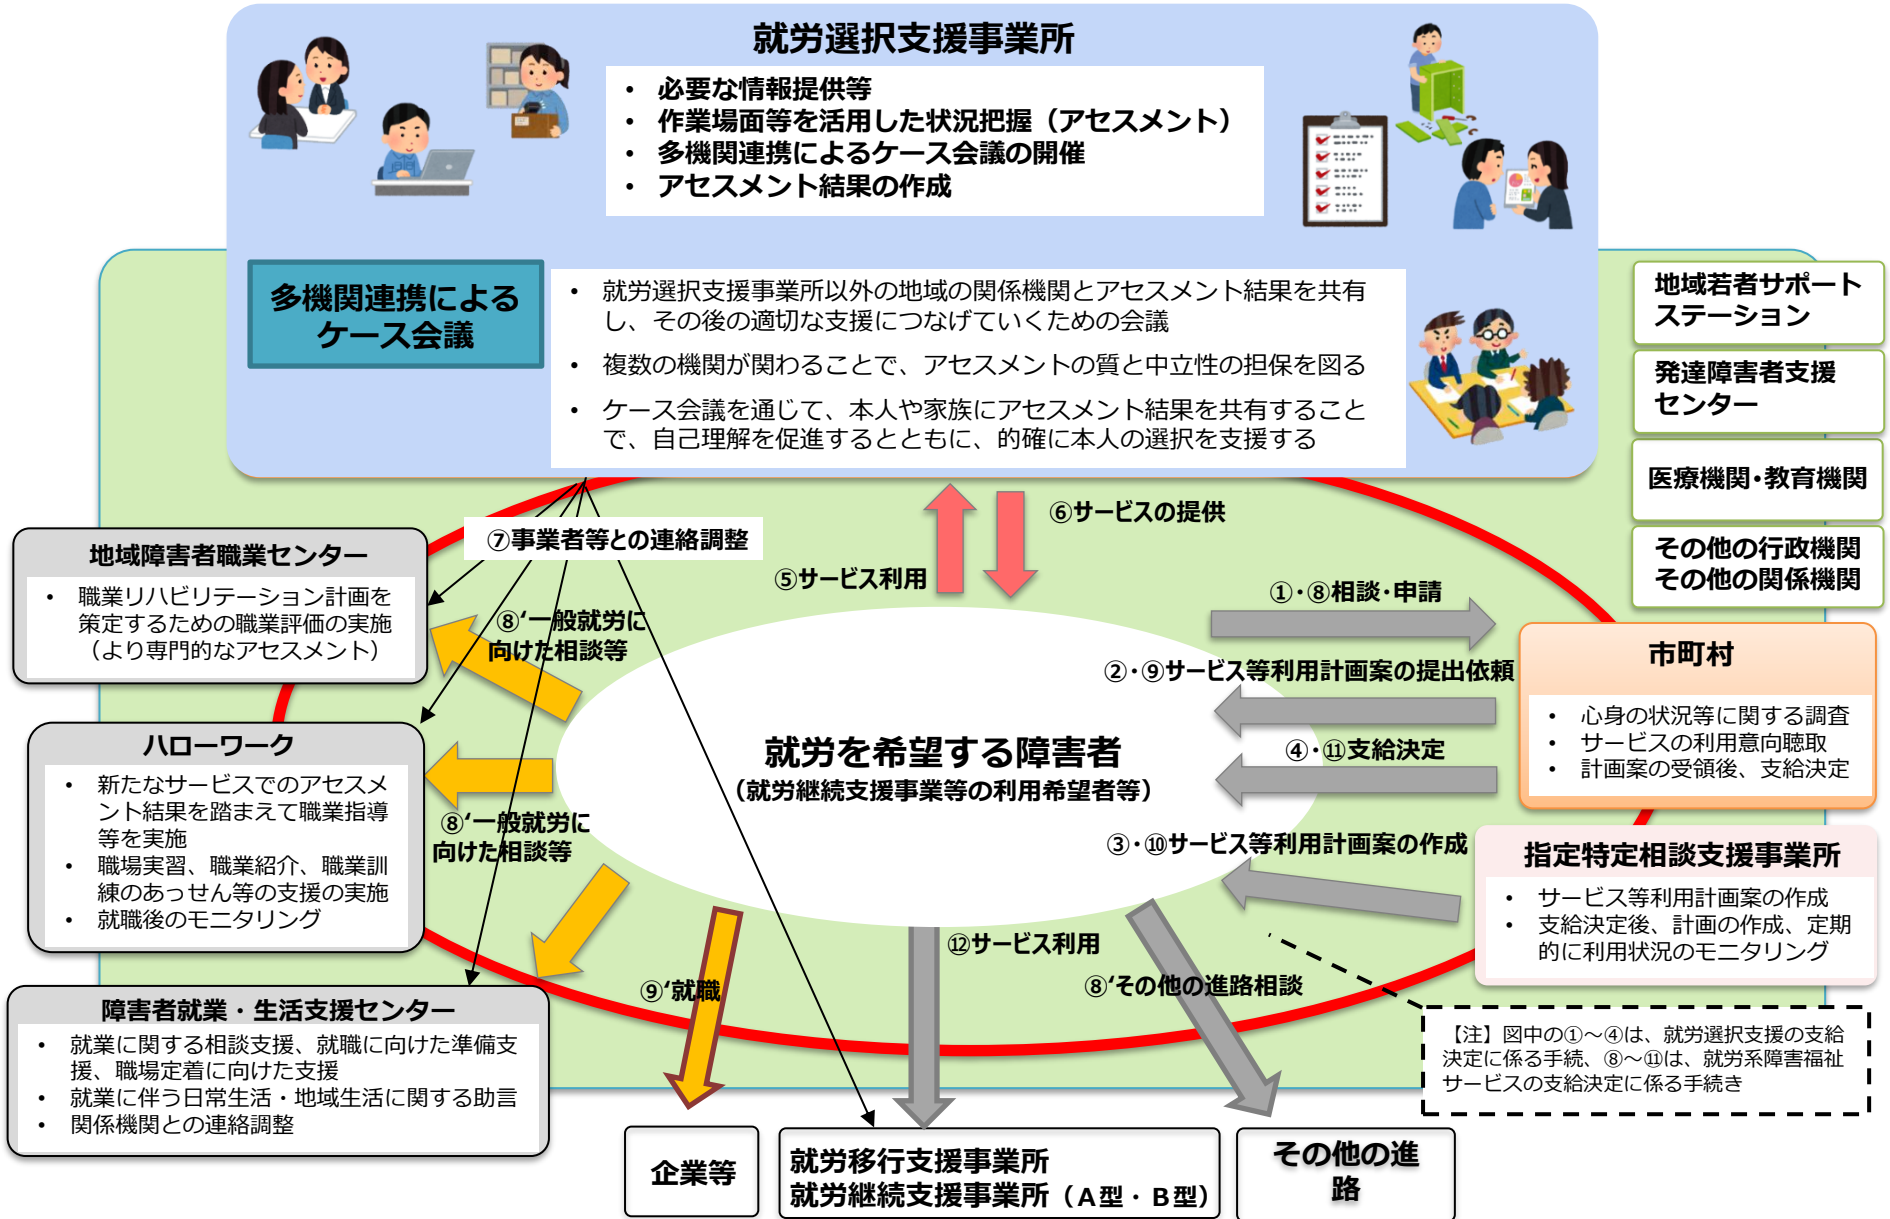 就労選択支援事業所
• 必要な情報提供等
• 作業場面等を活用した状況把握（アセスメント）
• 多機関連携によるケース会議の開催
• アセスメント結果の作成
多機関連携による
ケース会議
• 就労選択支援事業所以外の地域の関係機関とアセスメント結果を共有
し、その後の適切な支援につなげていくための会議
• 複数の機関が関わることで、アセスメントの質と中立性の担保を図る
• ケース会議を通じて、本人や家族にアセスメント結果を共有すること
で、自己理解を促進するとともに、的確に本人の選択を支援する
地域若者サポート
ステーション
発達障害者支援
センター
医療機関・教育機関
その他の行政機関
その他の関係機関
⑦事業者等との連絡調整
⑤サービス利用
⑥サービスの提供
地域障害者職業センター
• 職業リハビリテーション計画を
策定するための職業評価の実施
（より専門的なアセスメント）
⑧‘一般就労に
向けた相談等
①・⑧相談・申請
②・⑨サービス等利用計画案の提出依頼
④・⑪支給決定
③・⑩サービス等利用計画案の作成
市町村
• 心身の状況等に関する調査
• サービスの利用意向聴取
• 計画案の受領後、支給決定
就労を希望する障害者
（就労継続支援事業等の利用希望者等）
ハローワーク
• 新たなサービスでのアセスメ
ント結果を踏まえて職業指導
等を実施
• 職場実習、職業紹介、職業訓
練のあっせん等の支援の実施
• 就職後のモニタリング
⑧‘一般就労に
向けた相談等
指定特定相談支援事業所
• サービス等利用計画案の作成
• 支給決定後、計画の作成、定期
的に利用状況のモニタリング
障害者就業・生活支援センター
• 就業に関する相談支援、就職に向けた準備支
援、職場定着に向けた支援
• 就業に伴う日常生活・地域生活に関する助言
• 関係機関との連絡調整
⑨‘就職
⑫サービス利用
⑧‘その他の進路相談
【注】図中の①～④は、就労選択支援の支給
決定に係る手続、⑧～⑪は、就労系障害福祉
サービスの支給決定に係る手続き
企業等
就労移行支援事業所
就労継続支援事業所（Ａ型・Ｂ型）
その他の進
路